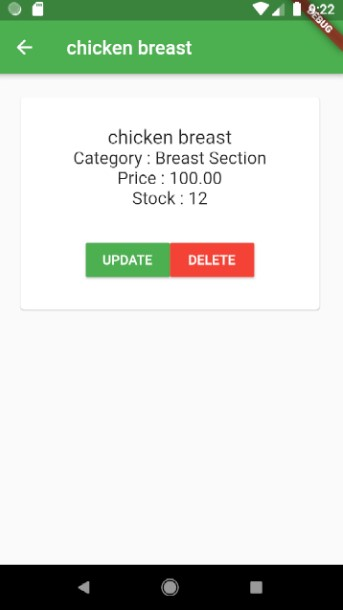 9:22
DEBUG
chicken breast
chicken breast
Category : Breast Section
Price : 100.00
Stock : 12
UPDATE
DELETE